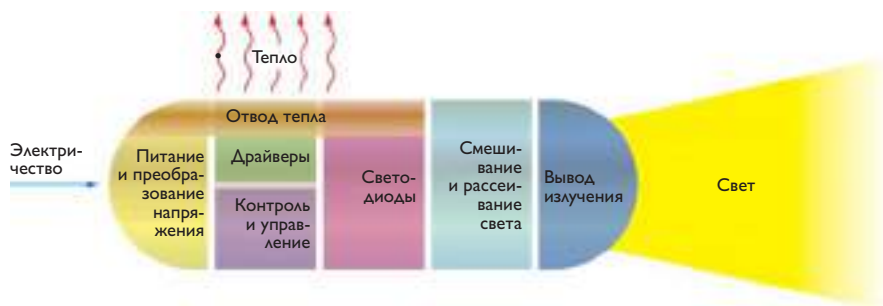 Тепло
Отвод тепла
Электри-
чество
Питание
и преобра-
зование
напря-
жения
Драйверы
Контроль
и управ-
ление
Свето-
диоды
Смеши-
вание
и рассеи-
вание
света
Вывод
излучения
Свет